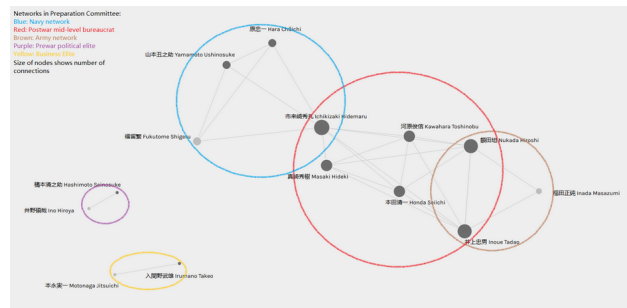 Networks in Preparation Committee:
Blue: Navy network
Red: Postwar mid-level bureaucrat
Brown: Army network
Purple: Prewar political elite
Yellow: Business Elite
Size of nodes shows number of
connections
原忠一 Hara Chūichi
山本丑之助 Yamamoto Ushinosuke
市来崎秀丸 Ichikizaki Hidemaru
河原俊信 Kawahara Toshinobu
額田坦 Nukada Hiroshi
福留繁 Fukutome Shigeru
真崎秀樹 Masaki Hideki
橋本清之助 Hashimoto Seinosuke
稲田正純 Inada Masazumi
本田清一 Honda Seiichi
井野碩哉 Ino Hiroya
井上忠男 Inoue Tadao
入間野武雄 Irumano Takeo
本永実一 Motonaga Jitsuichi